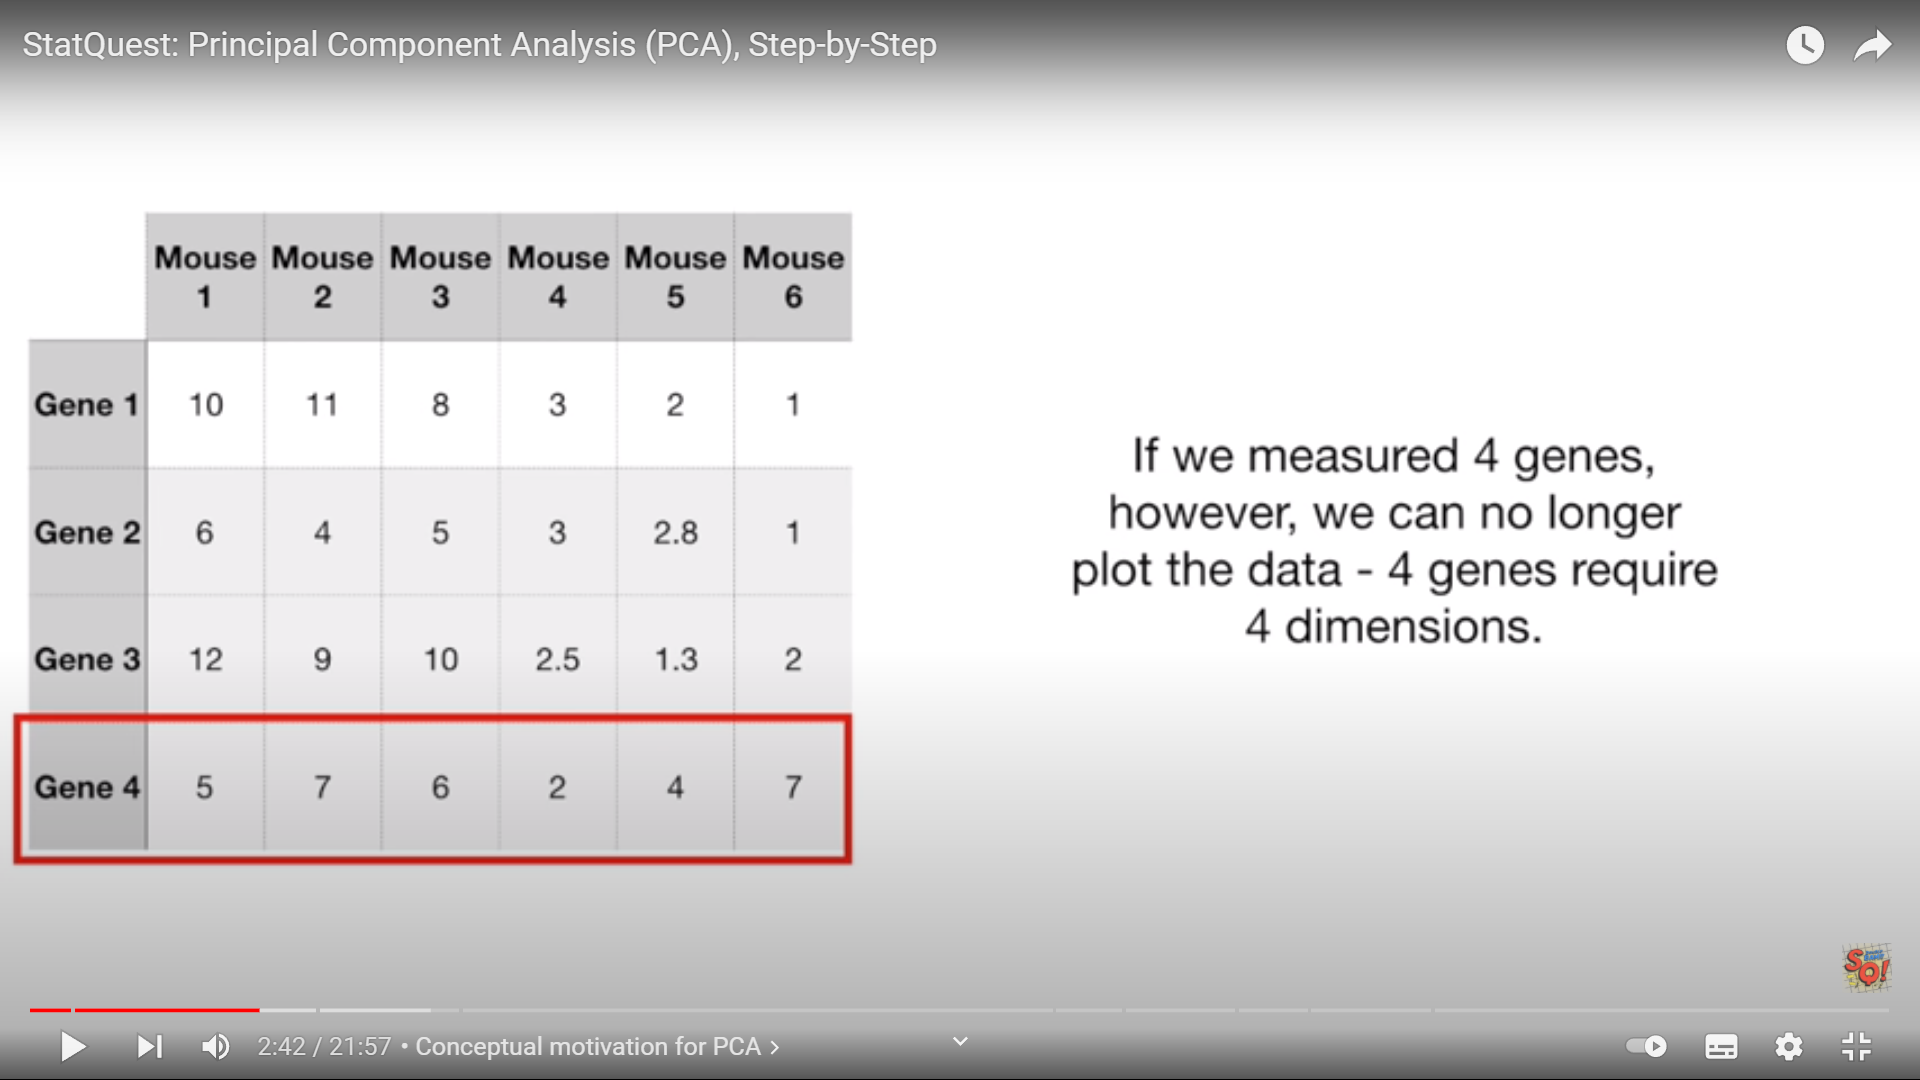 StatQuest: Principal Component Analysis (PCA), Step-by-Step
Mouse 1 Mouse 2 Mouse 3 Mouse 4 Mouse 5 Mouse 6
Gene 1 10 11 8 3 2 1
Gene 2 6 4 5 3 2.8 1
Gene 3 12 9 10 2.5 1.3 2
Gene 4 5 7 6 2 4 7
If we measured 4 genes,
however, we can no longer
plot the data - 4 genes require
4 dimensions.
SQ!
2:42 / 21:57 • Conceptual motivation for PCA >